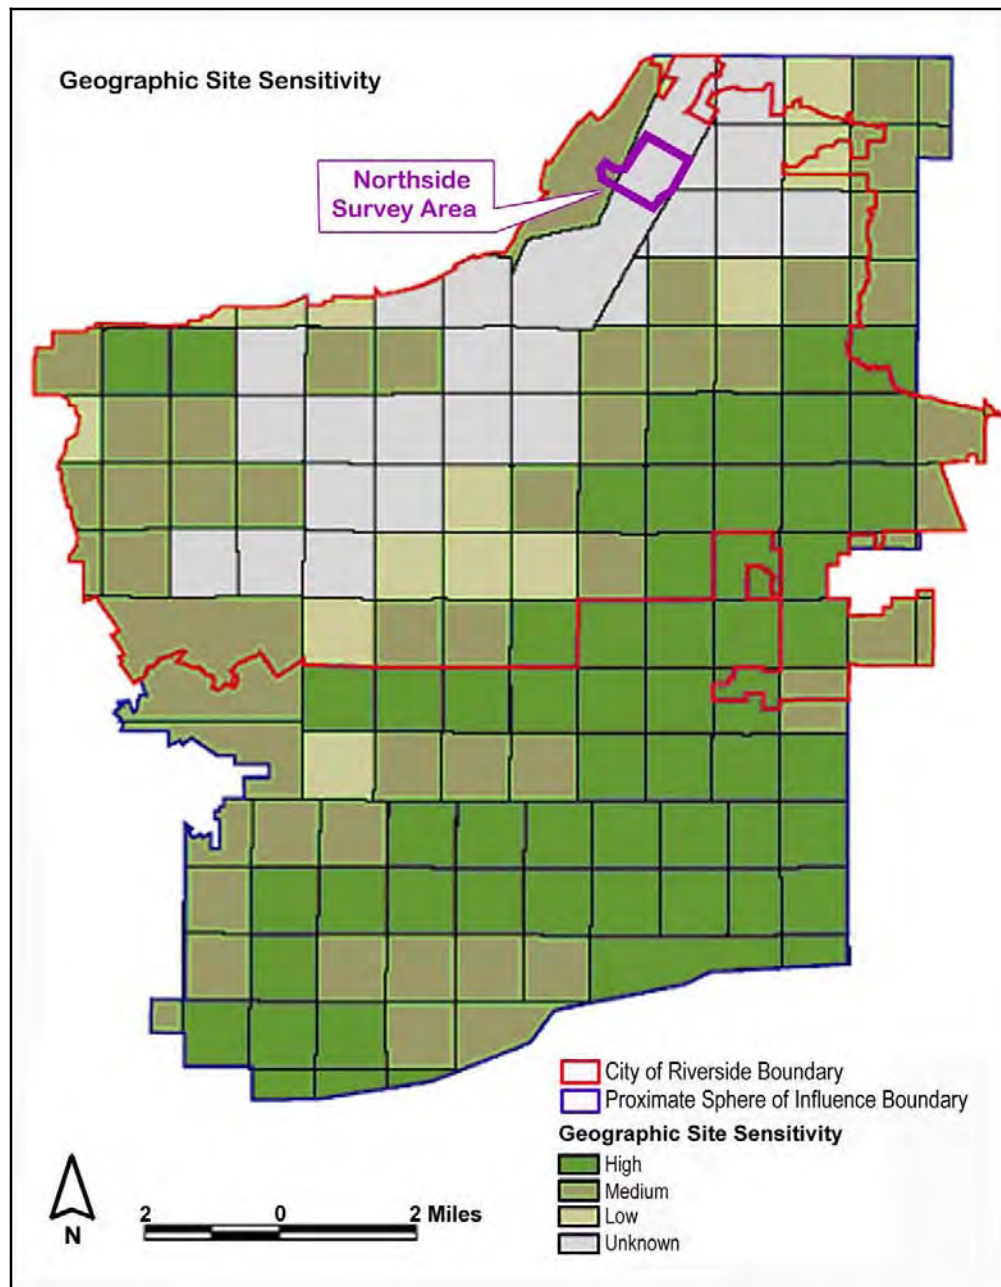 Geographic Site Sensitivity
Northside
Survey Area
City of Riverside Boundary
Proximate Sphere of Influence Boundary
Geographic Site Sensitivity
High
Medium
Low
Unknown
N
2 0 2 Miles